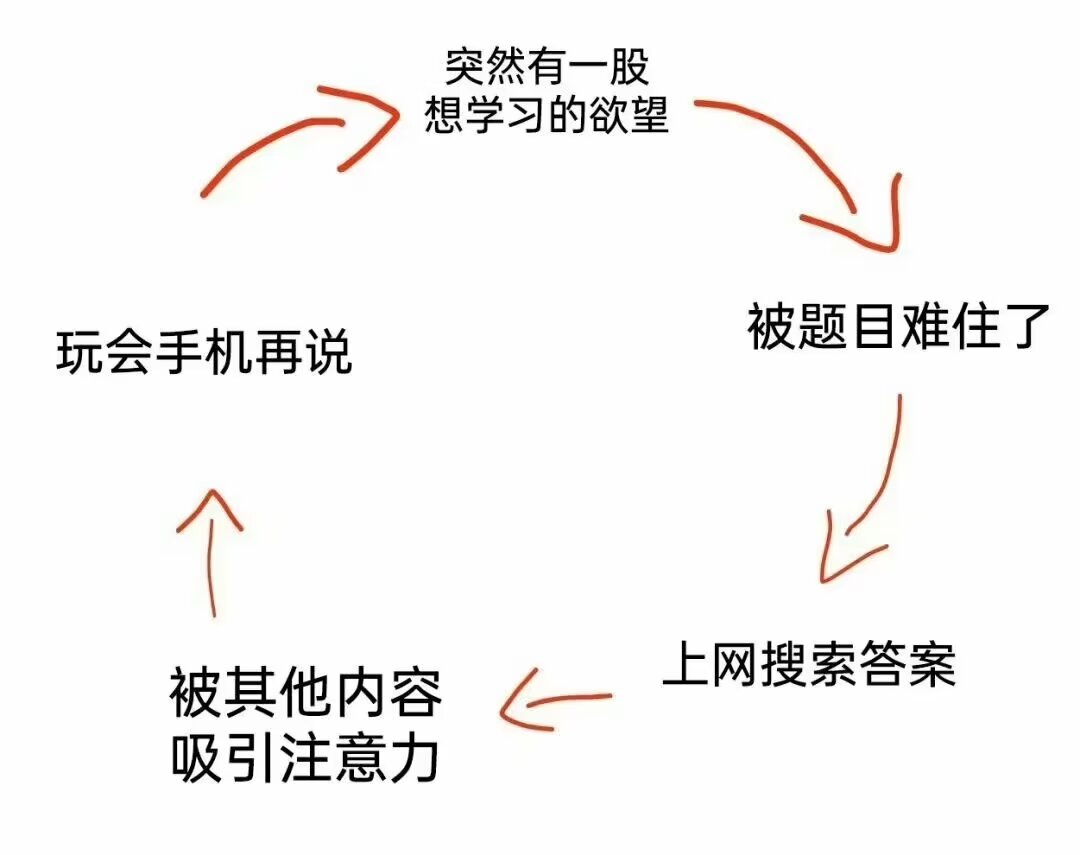 突然有一股
想学习的欲望
被题目难住了
上网搜索答案
被其他内容
吸引注意力
玩会手机再说